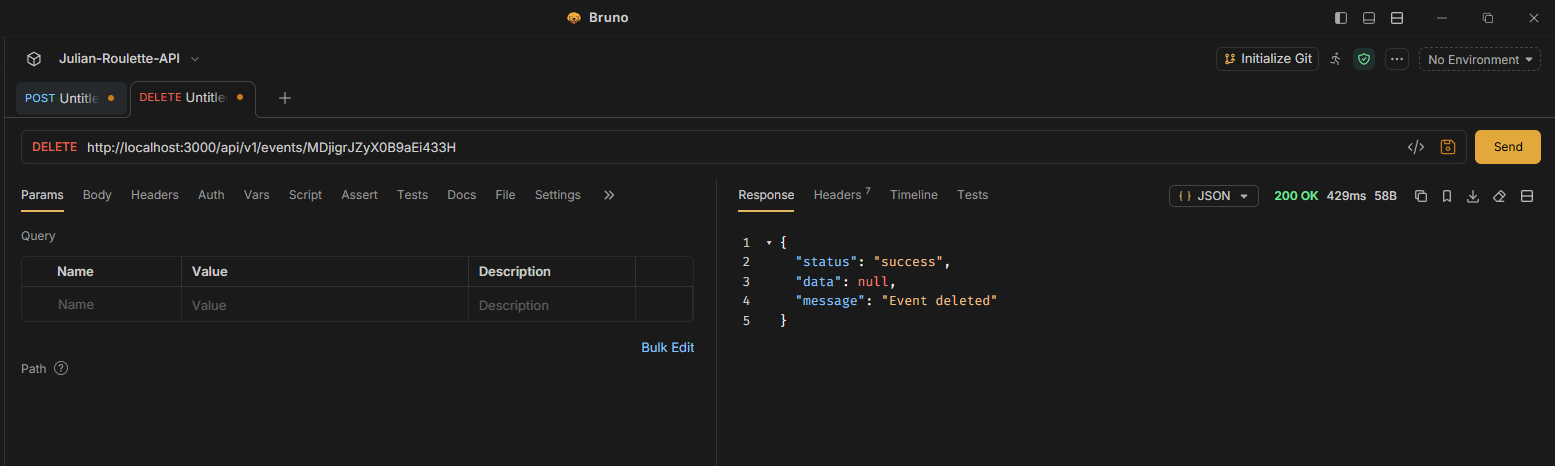 Bruno
Julian-Roulette-API
Initialize Git
No Environment
POST Untitle
DELETE Untitle
DELETE http://localhost:3000/api/v1/events/MDjigrJZyX0B9aEi433H
Send
Params Body Headers Auth Vars Script Assert Tests Docs File Settings
Query
Name Value Description
Name Value Description
Bulk Edit
Path ?
Response Headers 7 Timeline Tests
{ } JSON 200 OK 429ms 58B
1 {
2 "status": "success",
3 "data": null,
4 "message": "Event deleted"
5 }